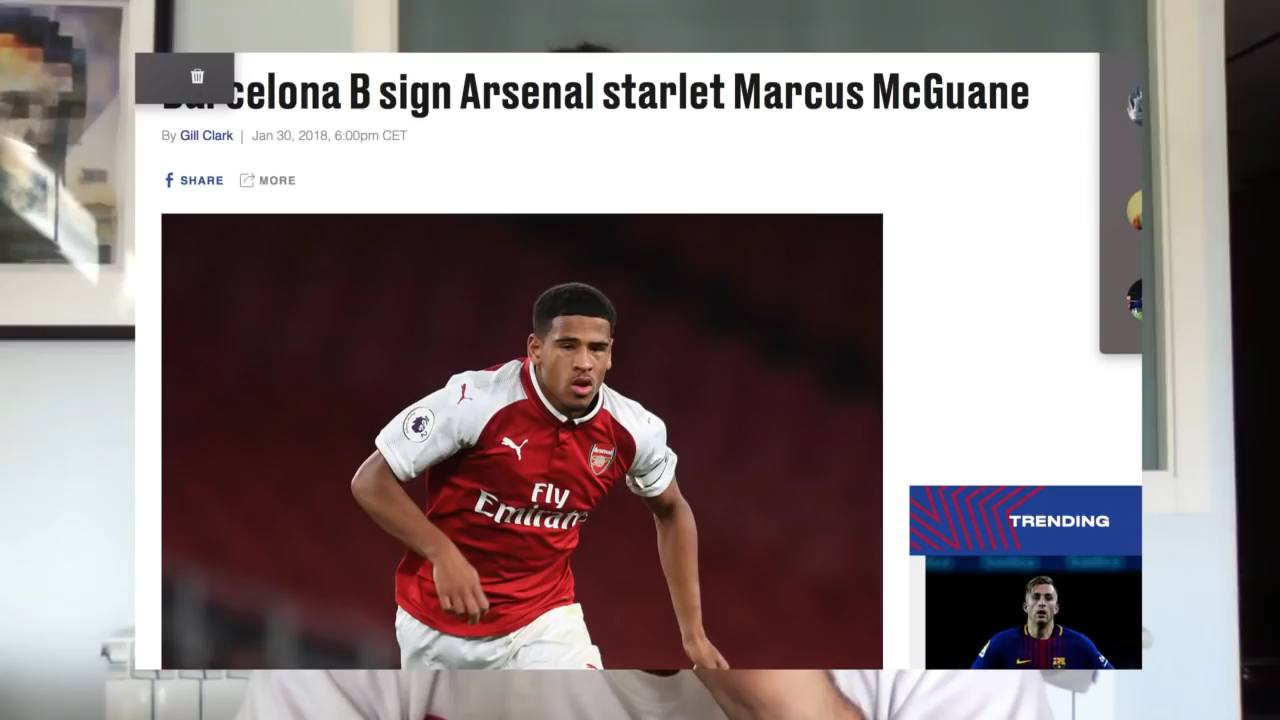 celona B sign Arsenal starlet Marcus McGuane
By Gill Clark | Jan 30, 2018, 6:00pm CET
SHARE MORE
Arsenal
Fly
Emirates
TRENDING